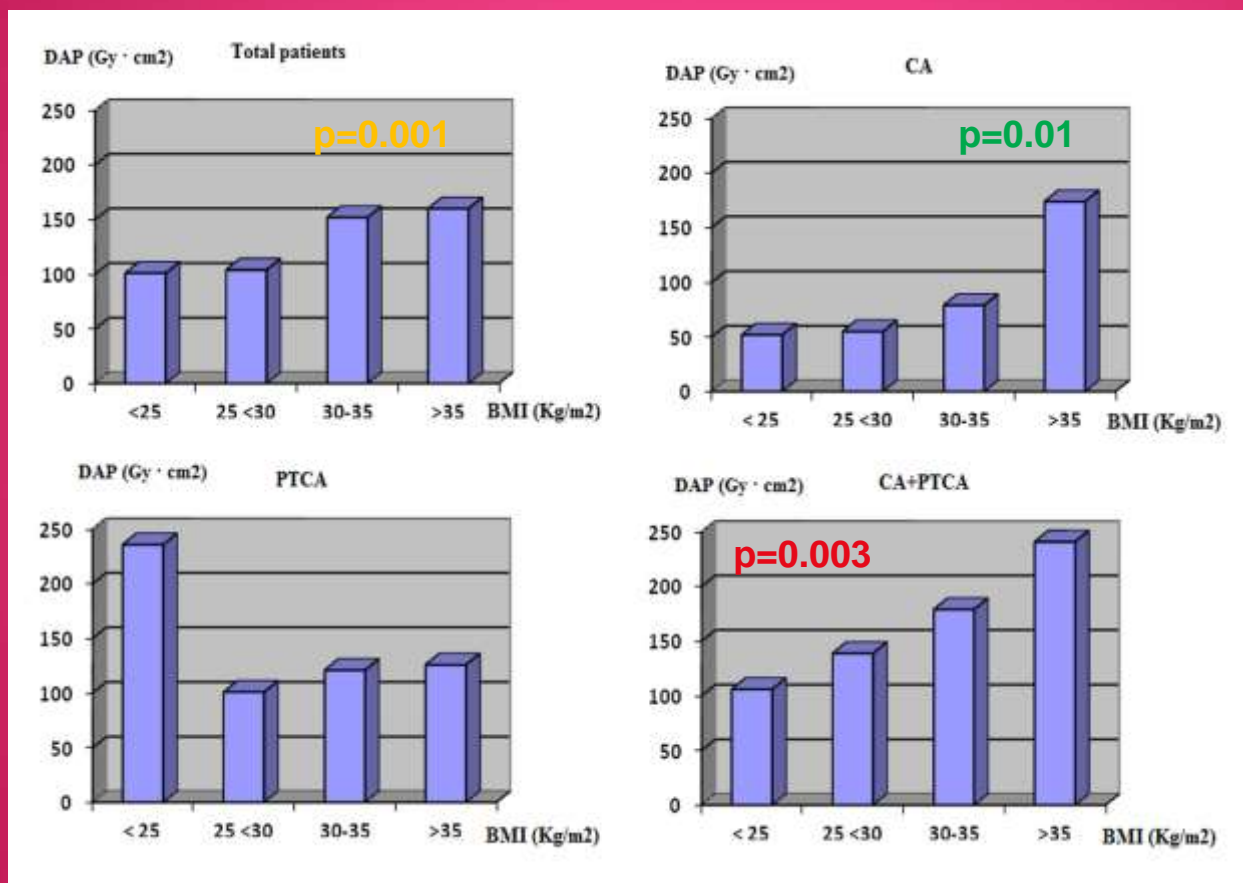 DAP (Gy · cm2)
Total patients
p=0.001
250
200
150
100
50
0
<25
25 <30
30-35
>35
BMI (Kg/m2)
DAP (Gy · cm2)
CA
p=0.01
250
200
150
100
50
0
< 25
25 <30
30-35
>35
BMI (Kg/m2)
DAP (Gy · cm2)
PTCA
250
200
150
100
50
0
< 25
25 <30
30-35
>35
BMI (Kg/m2)
DAP (Gy · cm2)
CA+PTCA
p=0.003
250
200
150
100
50
0
< 25
25 <30
30-35
>35
BMI (Kg/m2)